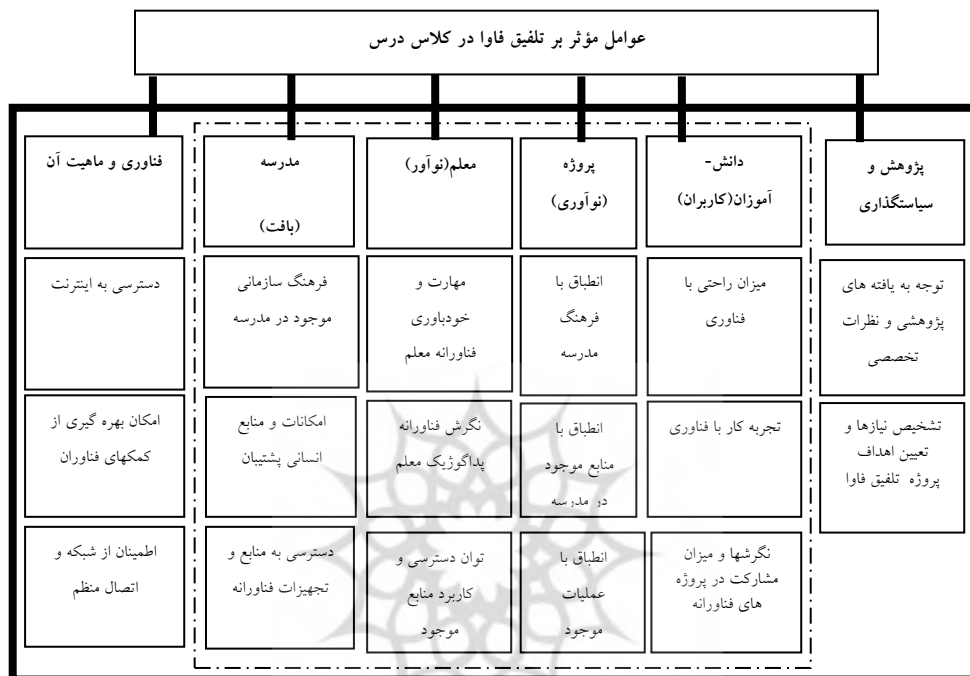 عوامل مؤثر بر تلفیق فاوا در کلاس درس
پژوهش و
سیاستگذاری
توجه به یافته های
پژوهشی و نظرات
تخصصی
تشخیص نیازها و
تعیین اهداف
پروژه تلفیق فاوا
دانش-
آموزان(کاربران)
میزان راحتی با
فناوری
تجربه کار با فناوری
نگرشها و میزان
مشارکت در پروژه
های فناورانه
پروژه
(نوآوری)
انطباق با
فرهنگ
مدرسه
انطباق با
منابع موجود
در مدرسه
انطباق با
عملیات
موجود
معلم(نوآور)
مهارت و
خودباوری
فناورانه معلم
نگرش فناورانه
پداگوژیک معلم
توان دسترسی و
کاربرد منابع
موجود
مدرسه
(بافت)
فرهنگ سازمانی
موجود در مدرسه
امکانات و منابع
انسانی پشتیبان
دسترسی به منابع و
تجهیزات فناورانه
فناوری و ماهیت آن
دسترسی به اینترنت
امکان بهره گیری از
کمکهای فناوران
اطمینان از شبکه و
اتصال منظم